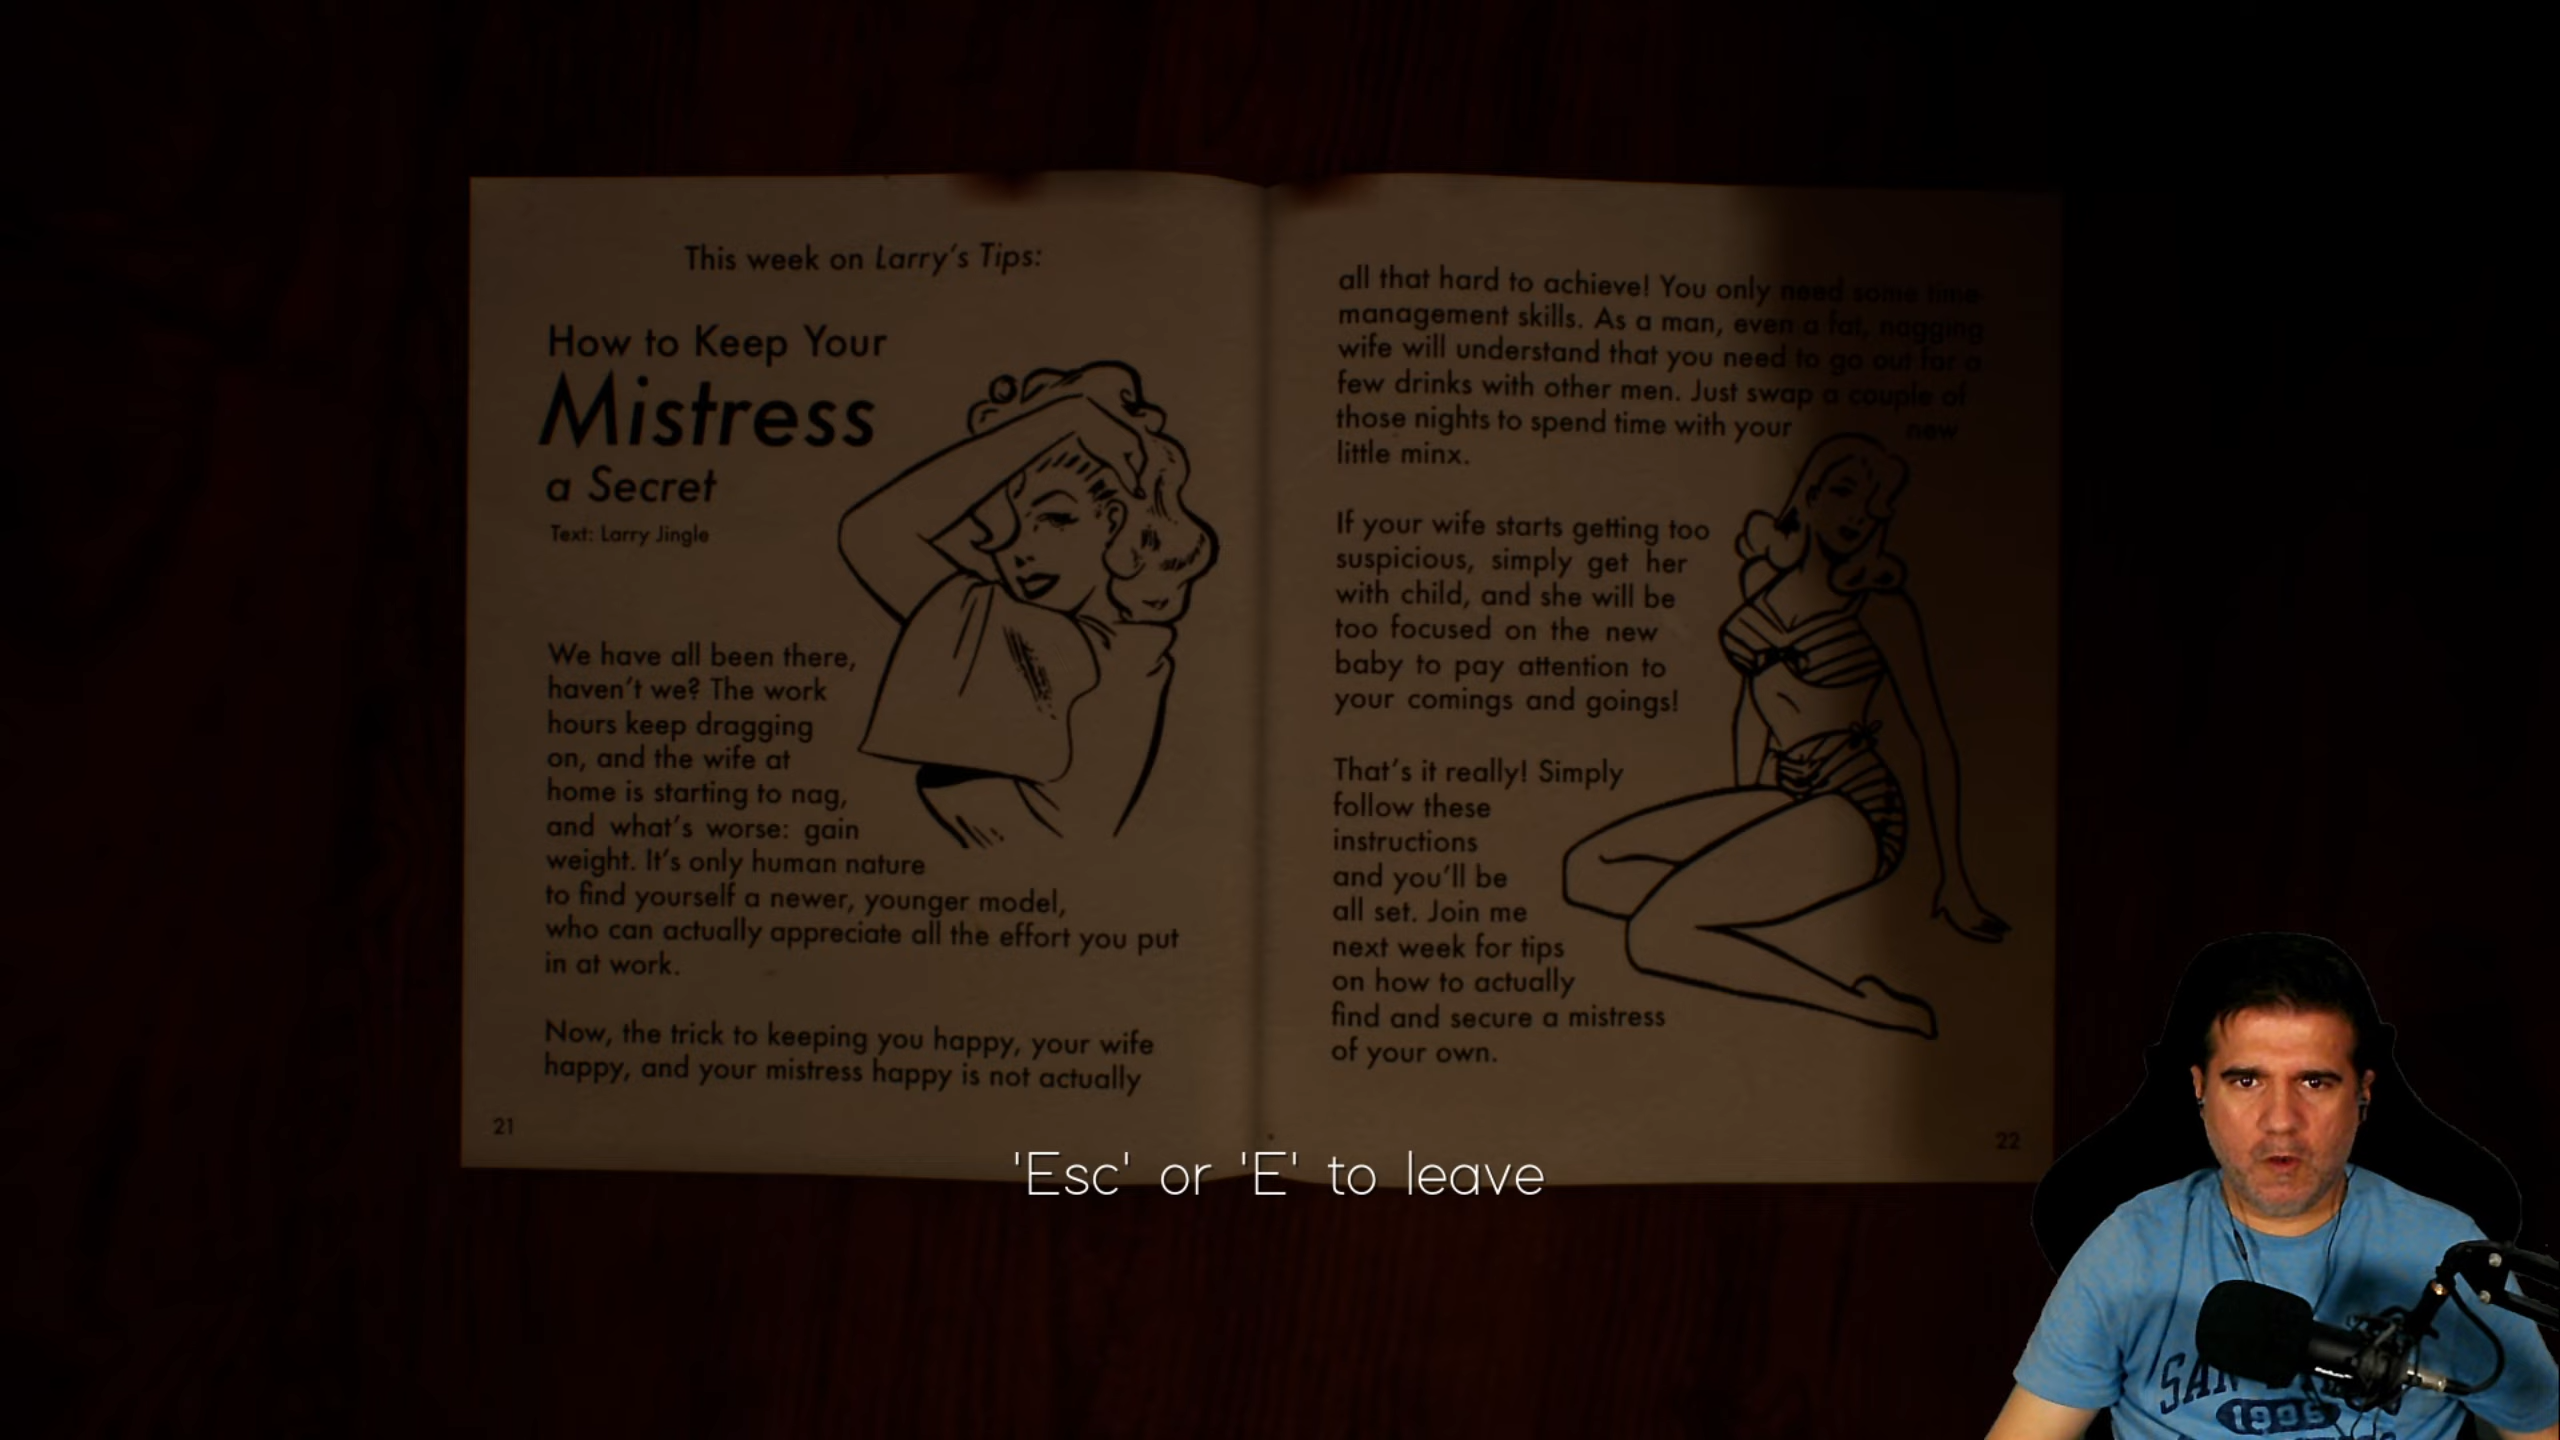 This week on Larry's Tips:
How to Keep Your
Mistress
a Secret
Text: Larry Jingle
We have all been there,
haven't we? The work
hours keep dragging
on, and the wife at
home is starting to nag,
and what's worse: gain
weight. It's only human nature
to find yourself a newer, younger model,
who can actually appreciate all the effort you put
in at work.
Now, the trick to keeping you happy, your wife
happy, and your mistress happy is not actually
21
all that hard to achieve! You only need some time-
management skills. As a man, even a fat, nagging
wife will understand that you need to go out for a
few drinks with other men. Just swap a couple of
those nights to spend time with your new
little minx.
If your wife starts getting too
suspicious, simply get her
with child, and she will be
too focused on the new
baby to pay attention to
your comings and goings!
That's it really! Simply
follow these
instructions
and you'll be
all set. Join me
next week for tips
on how to actually
find and secure a mistress
of your own.
22
'Esc' or 'E' to leave
SAN
1906